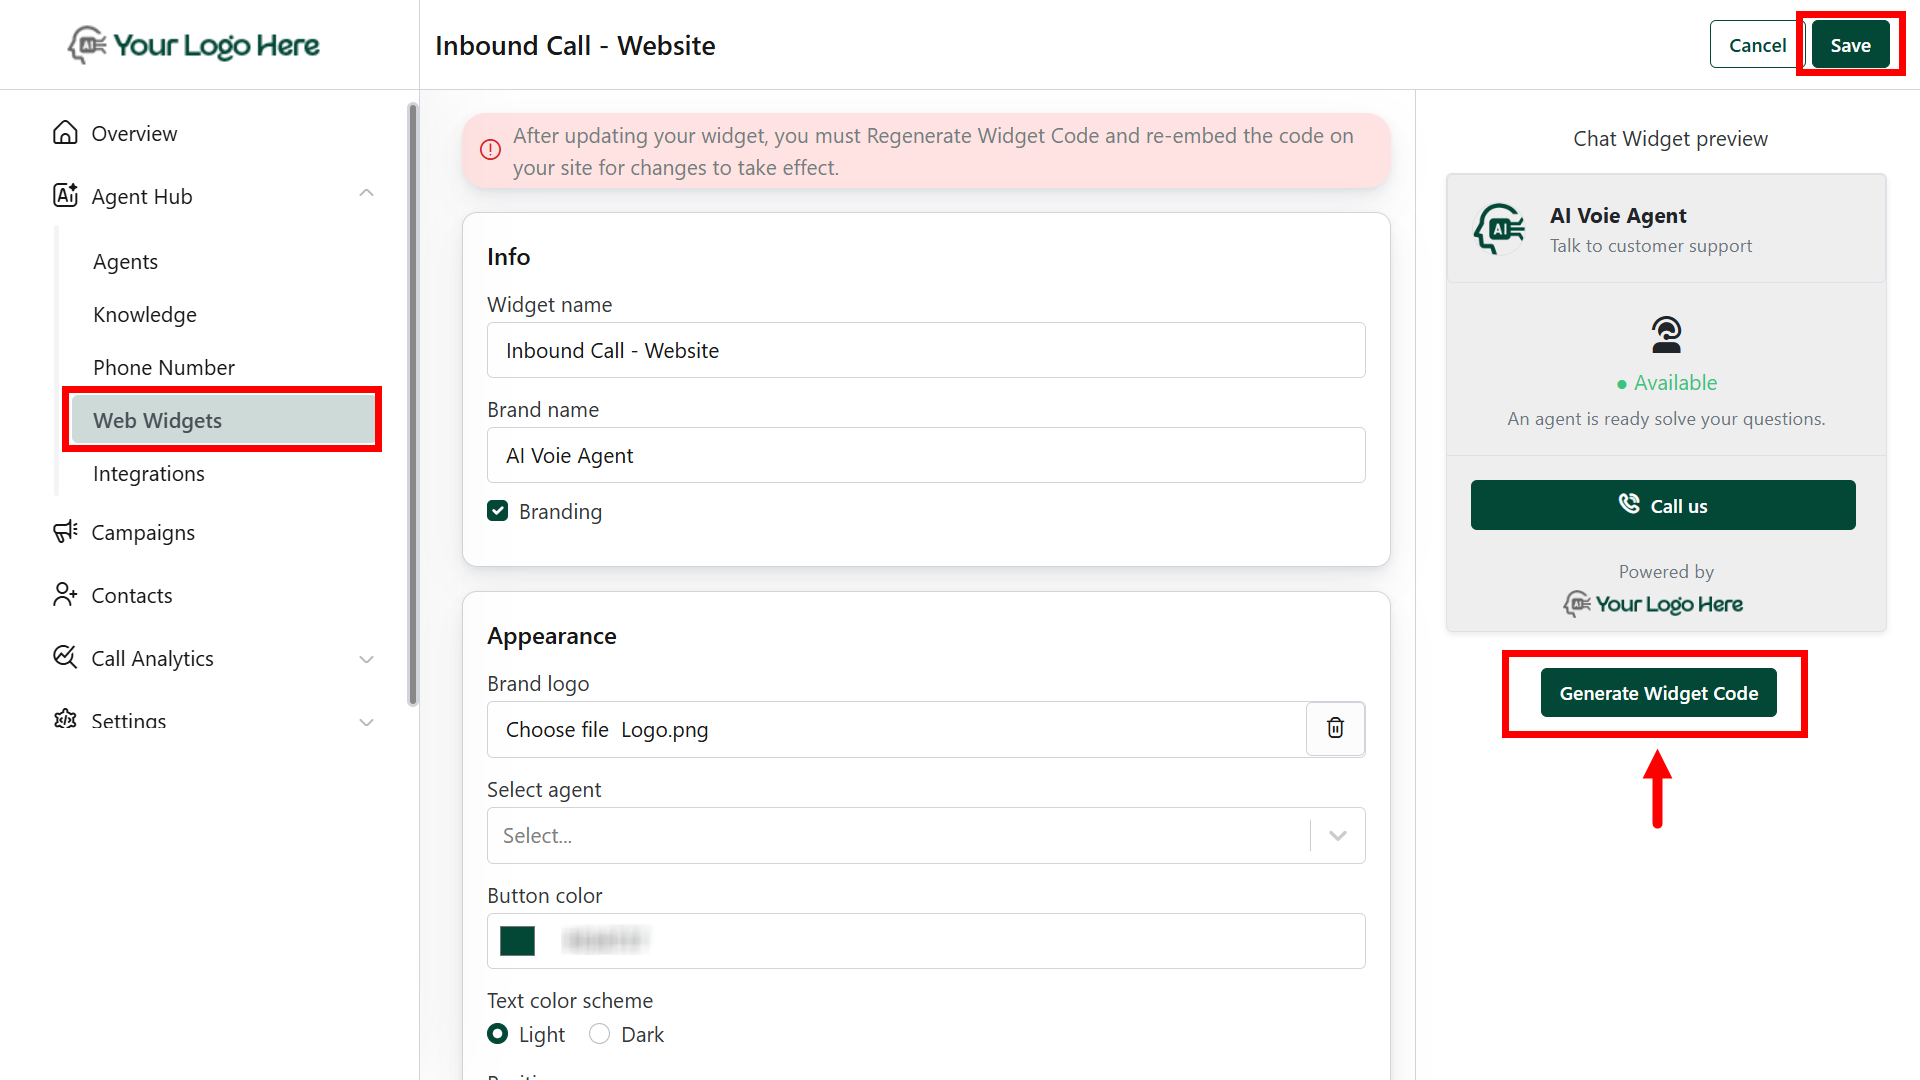 Your Logo Here
Inbound Call - Website
Cancel
Save
Overview
Agent Hub
Agents
Knowledge
Phone Number
Web Widgets
Integrations
Campaigns
Contacts
Call Analytics
Settings
After updating your widget, you must Regenerate Widget Code and re-embed the code on
your site for changes to take effect.
Info
Widget name
Inbound Call - Website
Brand name
AI Voie Agent
Branding
Appearance
Brand logo
Choose file Logo.png
Select agent
Select...
Button color
Text color scheme
Light
Dark
Chat Widget preview
AI
AI Voie Agent
Talk to customer support
Available
An agent is ready solve your questions.
Call us
Powered by
Your Logo Here
Generate Widget Code